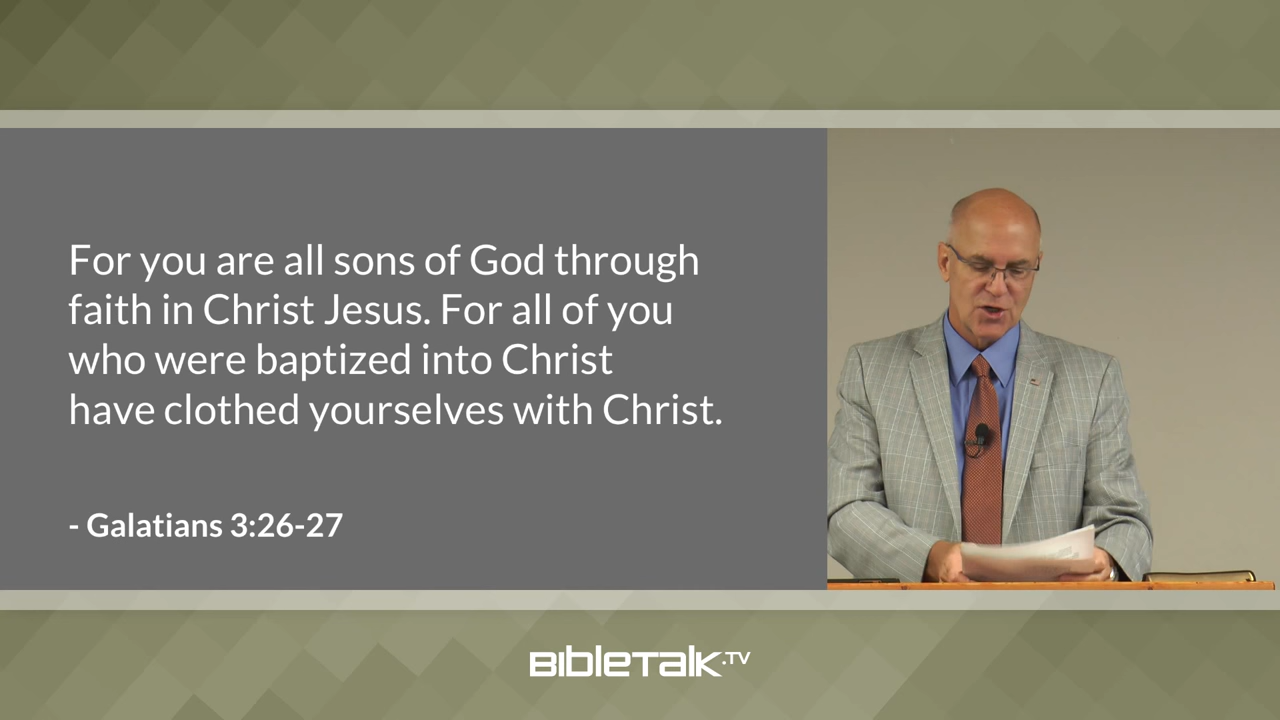 For you are all sons of God through
faith in Christ Jesus. For all of you
who were baptized into Christ
have clothed yourselves with Christ.
- Galatians 3:26-27
BibleTalk.TV